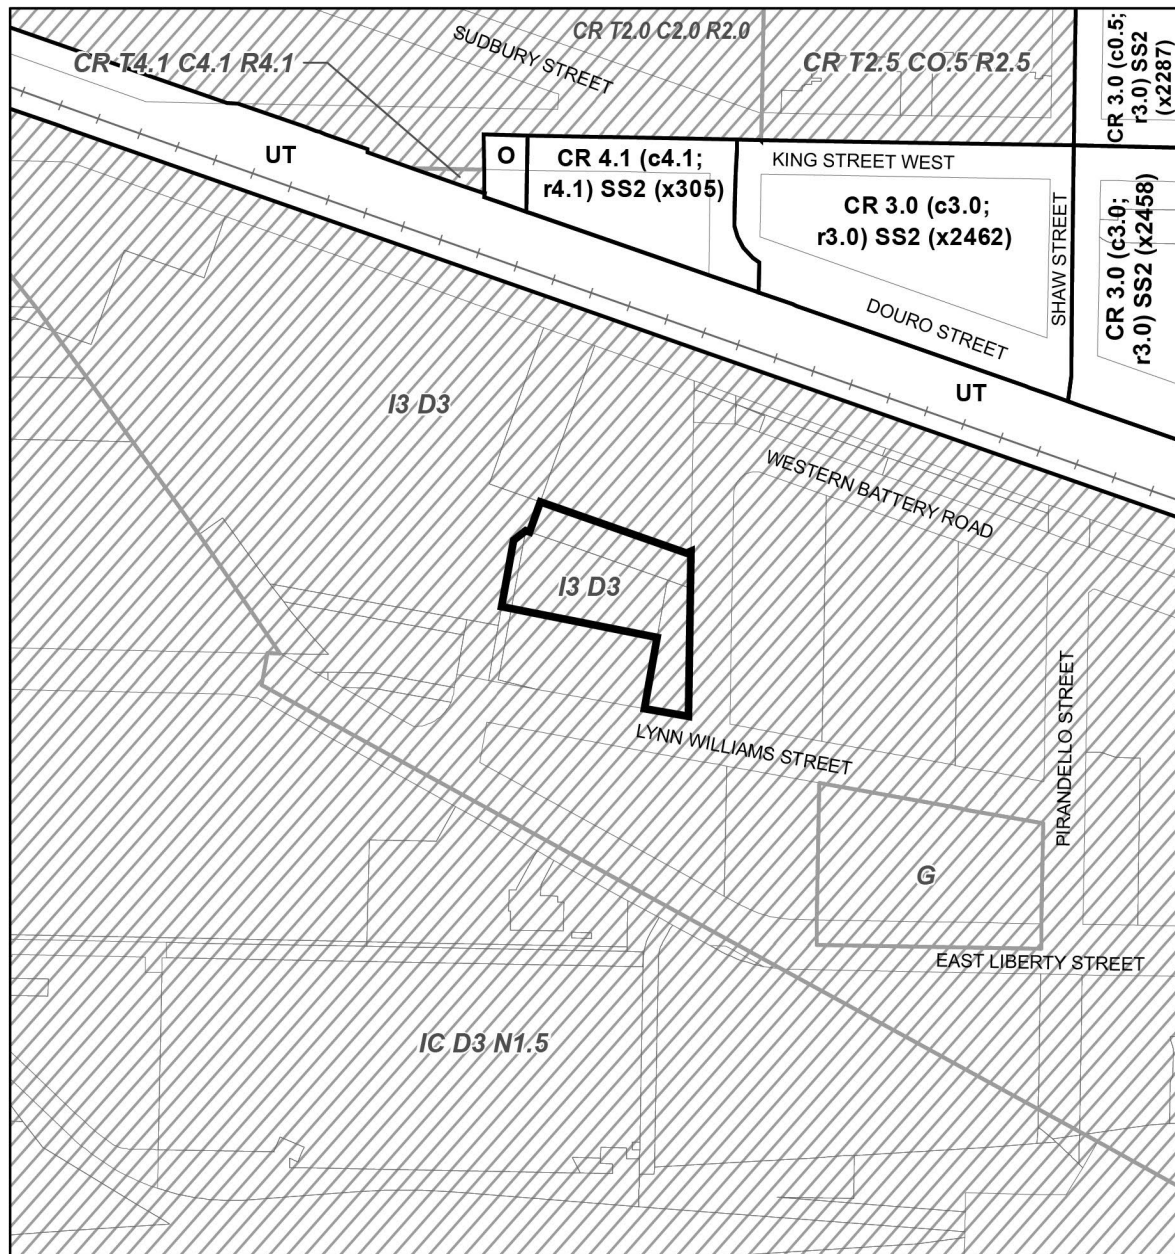 CR T2.0 C2.0 R2.0
SUDBURY STREET
CR T4.1 C4.1 R4.1
CR T2.5 CO.5 R2.5
CR 3.0 (c0.5;
r3.0) SS2
(x2287)
UT
O
CR 4.1 (c4.1;
r4.1) SS2 (x305)
KING STREET WEST
CR 3.0 (c3.0;
r3.0) SS2 (x2462)
SHAW STREET
CR 3.0 (c3.0;
r3.0) SS2 (x2458)
DOURO STREET
UT
I3 D3
WESTERN BATTERY ROAD
I3 D3
LYNN WILLIAMS STREET
PIRANDELLO STREET
G
EAST LIBERTY STREET
IC D3 N1.5